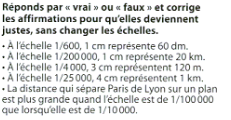 Réponds par « vrai » ou « faux » et corrige
les affirmations pour qu'elles deviennent
justes, sans changer les échelles.
• À l'échelle 1/600, 1 cm représente 60 dm.
• À l'échelle 1/200 000, 1 cm représente 20 km.
• À l'échelle 1/4 000, 3 cm représentent 120 m.
• À l'échelle 1/25 000, 4 cm représentent 1 km.
• La distance qui sépare Paris de Lyon sur un plan
est plus grande quand l'échelle est de 1/100 000
que lorsqu'elle est de 1/10 000.